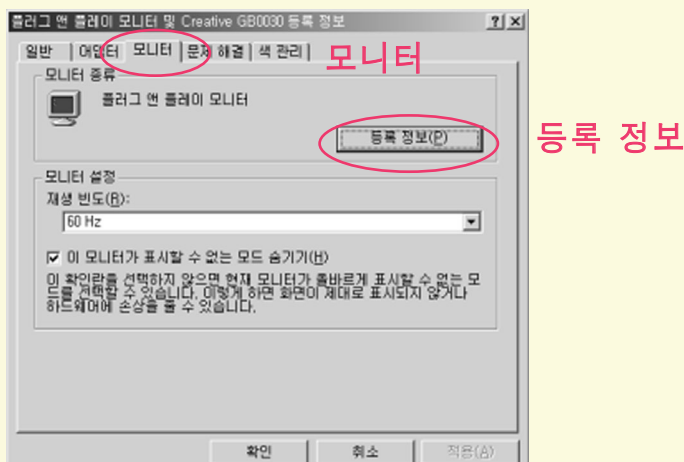 플러그 앤 플레이 모니터 및 Creative GB0030 등록 정보
일반 어댑터 모니터 문제 해결 색 관리
모니터
모니터 종류
플러그 앤 플레이 모니터
등록 정보(P)
등록 정보
모니터 설정
재생 빈도(R):
60 Hz
이 모니터가 표시할 수 없는 모드 숨기기(H)
이 확인란을 선택하지 않으면 현재 모니터가 올바르게 표시할 수 없는 모
드를 선택할 수 있습니다. 이렇게 하면 화면이 제대로 표시되지 않거나
하드웨어에 손상을 줄 수 있습니다.
확인 취소 적용(A)